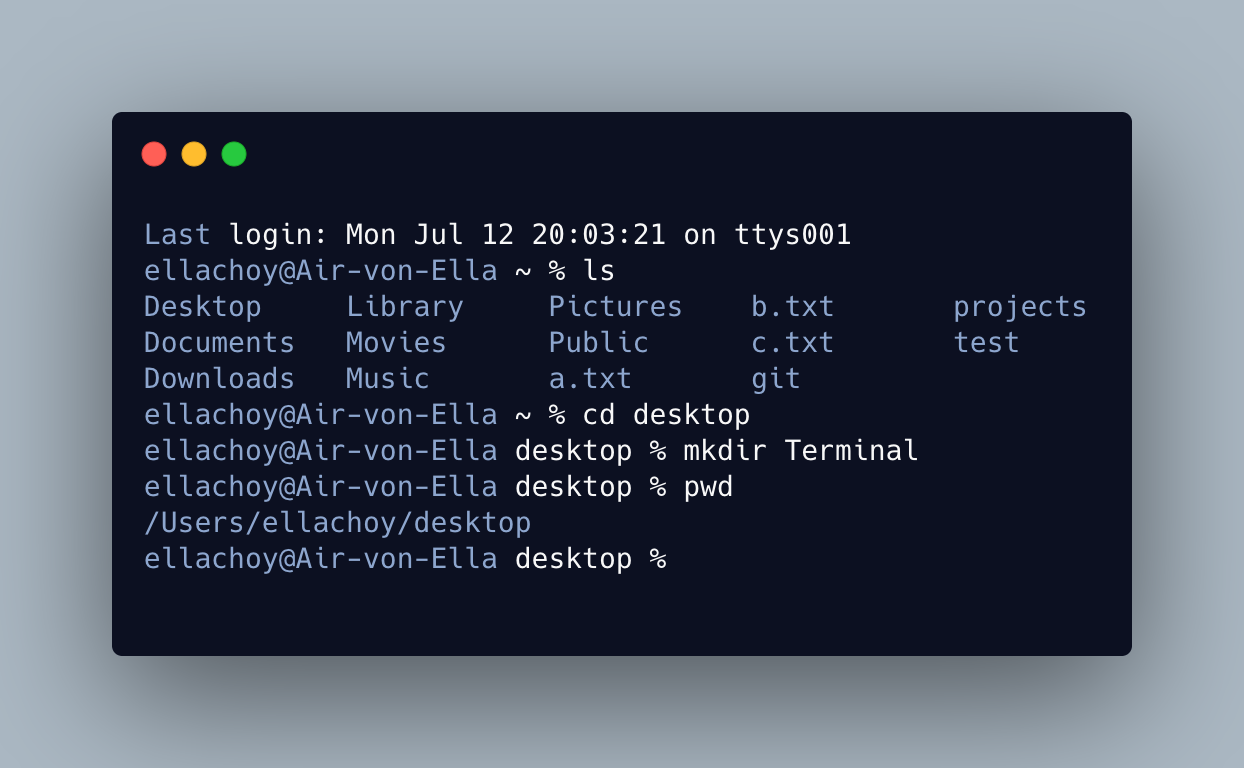 Last login: Mon Jul 12 20:03:21 on ttys001
ellachoy@Air-von-Ella ~ % ls
Desktop     Library     Pictures    b.txt       projects
Documents   Movies      Public      c.txt       test
Downloads   Music       a.txt       git
ellachoy@Air-von-Ella ~ % cd desktop
ellachoy@Air-von-Ella desktop % mkdir Terminal
ellachoy@Air-von-Ella desktop % pwd
/Users/ellachoy/desktop
ellachoy@Air-von-Ella desktop %